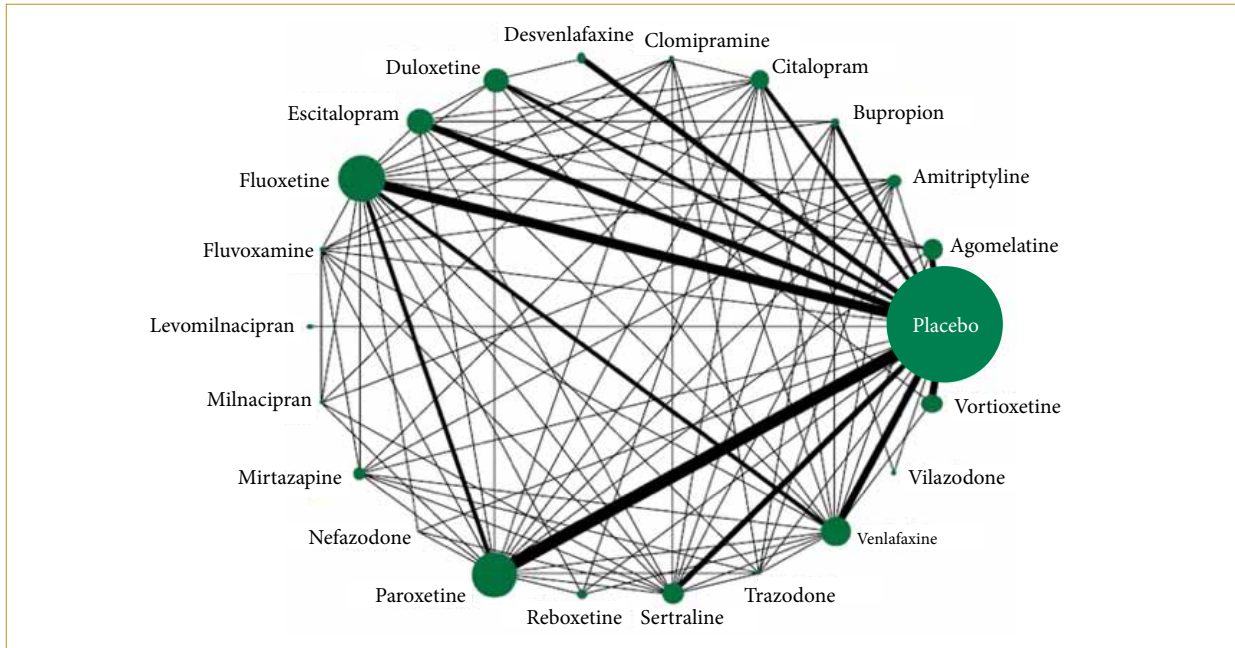 Desvenlafaxine
Clomipramine
Duloxetine
Citalopram
Escitalopram
Bupropion
Fluoxetine
Amitriptyline
Fluvoxamine
Agomelatine
Levomilnacipran
Placebo
Milnacipran
Vortioxetine
Mirtazapine
Vilazodone
Nefazodone
Venlafaxine
Paroxetine
Trazodone
Reboxetine
Sertraline